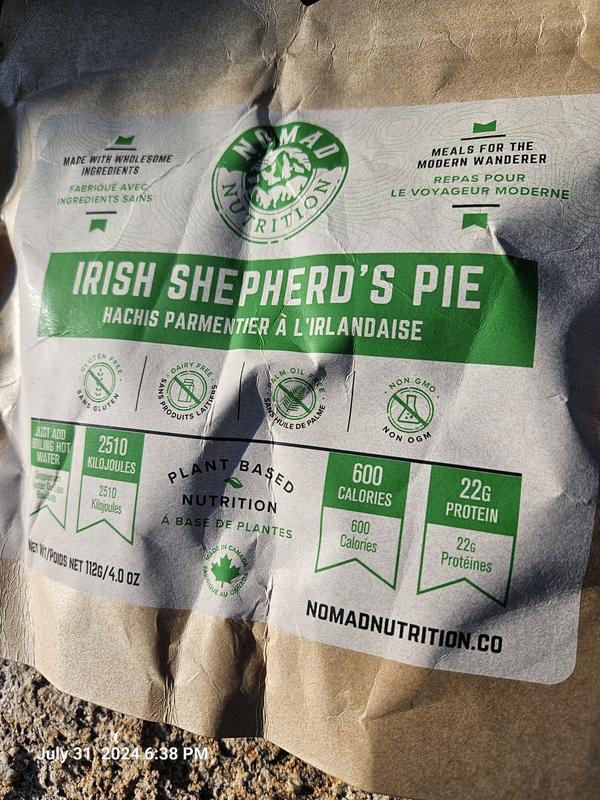 MADE WITH WHOLESOME
INGREDIENTS
FABRIQUÉ AVEC
INGREDIENTS SAINS
NOMAD
NUTRITION
MEALS FOR THE
MODERN WANDERER
REPAS POUR
LE VOYAGEUR MODERNE
IRISH SHEPHERD'S PIE
HACHIS PARMENTIER À L'IRLANDAISE
GLUTEN FREE
SANS GLUTEN
DAIRY FREE
SANS PRODUITS LAITIERS
PALM OIL FREE
SANS HUILE DE PALME
NON GMO
NON OGM
JUST ADD
BOILING HOT
WATER
2510
KILOJOULES
2510
Kilojoules
PLANT BASED
NUTRITION
À BASE DE PLANTES
MADE IN CANADA
FABRIQUÉ AU CANADA
600
CALORIES
600
Calories
22G
PROTEIN
22G
Protéines
NET WT/POIDS NET 112G/4.0 OZ
NOMADNUTRITION.CO
July 31, 2024 6:38 PM